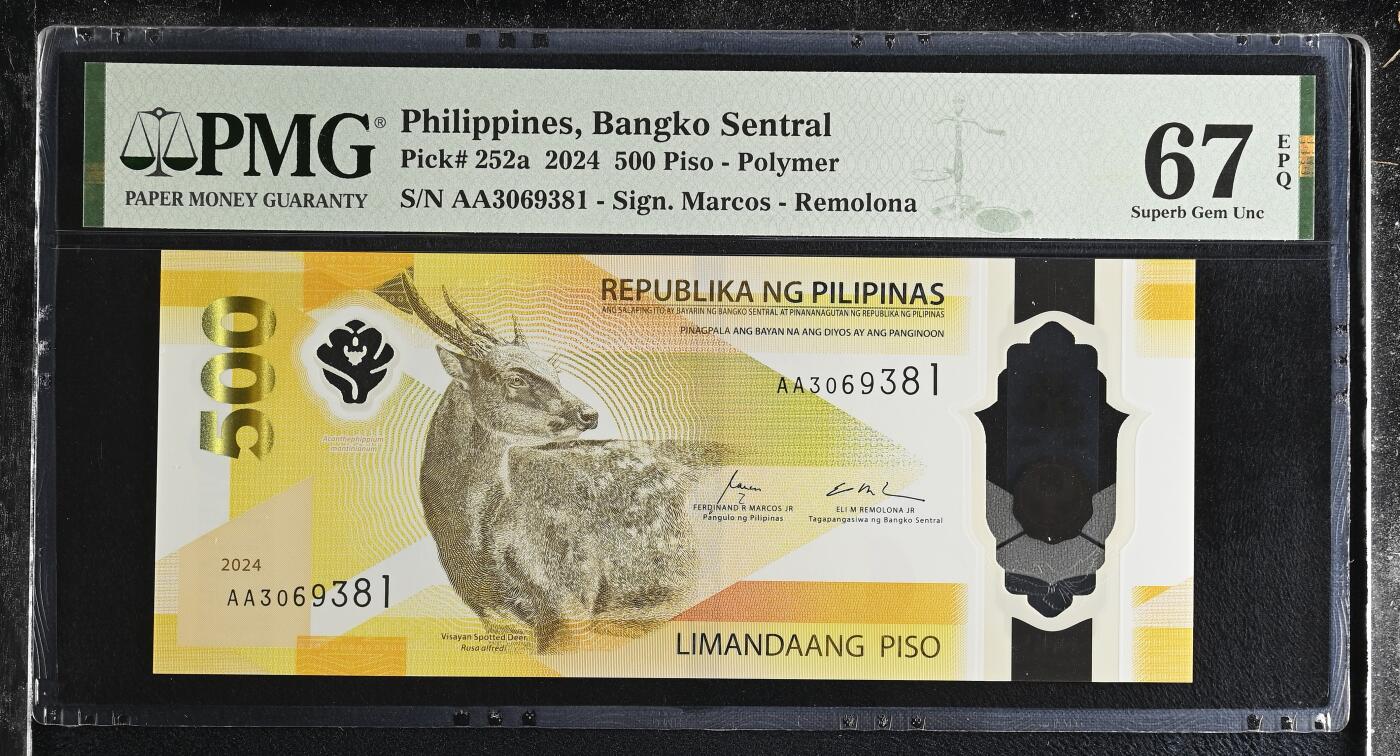 PMG®
PAPER MONEY GUARANTY
Philippines, Bangko Sentral
Pick# 252a 2024 500 Piso - Polymer
S/N AA3069381 - Sign. Marcos - Remolona
67
EPQ
Superb Gem Unc
500
REPUBLIKA NG PILIPINAS
ANG SALAPING ITO AY BAYARIN NG BANGKO SENTRAL AT PINANANAGUTAN NG REPUBLIKA NG PILIPINAS
PINAGPALA ANG BAYAN NA ANG DIYOS AY ANG PANGINOON
AA3069381
Acanthephippium
mantinianum
FERDINAND R MARCOS JR
Pangulo ng Pilipinas
ELI M REMOLONA JR
Tagapangasiwa ng Bangko Sentral
2024
AA3069381
Visayan Spotted Deer
Rusa alfredi
LIMANDAANG PISO